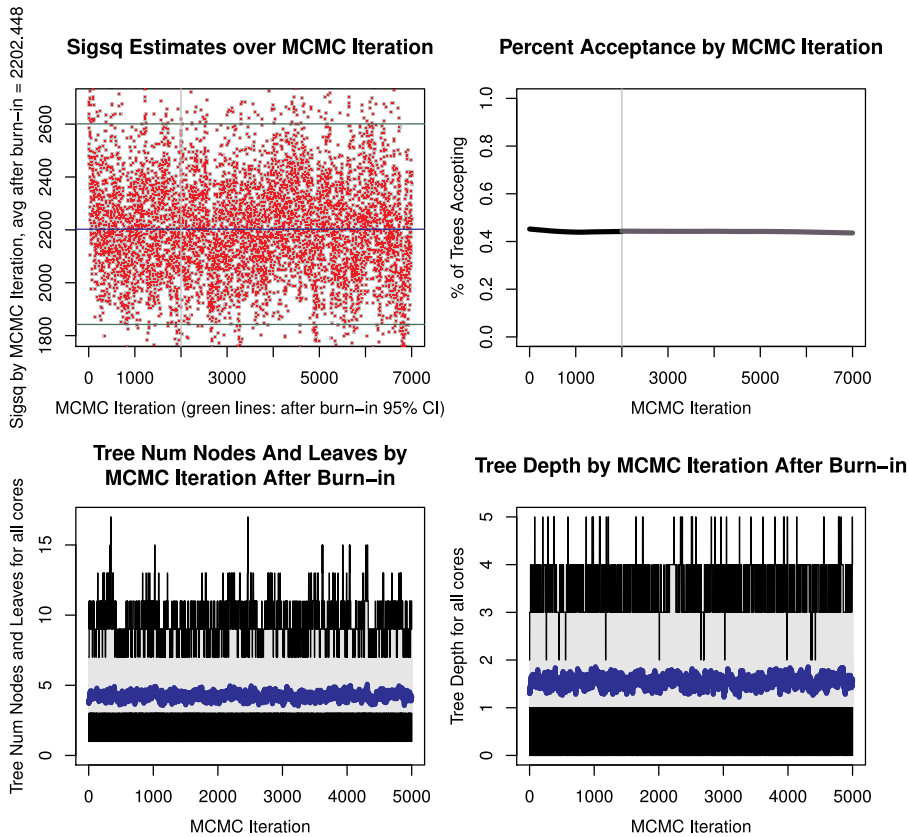 Sigsq Estimates over MCMC Iteration
Sigsq by MCMC Iteration, avg after burn−in = 2202.448
2600
2400
2200
2000
1800
0 1000 3000 5000 7000
MCMC Iteration (green lines: after burn−in 95% CI)
Percent Acceptance by MCMC Iteration
% of Trees Accepting
1.0
0.8
0.6
0.4
0.2
0.0
0 1000 3000 5000 7000
MCMC Iteration
Tree Num Nodes And Leaves by
MCMC Iteration After Burn−in
Tree Num Nodes and Leaves for all cores
15
10
5
0
0 1000 2000 3000 4000 5000
MCMC Iteration
Tree Depth by MCMC Iteration After Burn−in
Tree Depth for all cores
5
4
3
2
1
0
0 1000 2000 3000 4000 5000
MCMC Iteration